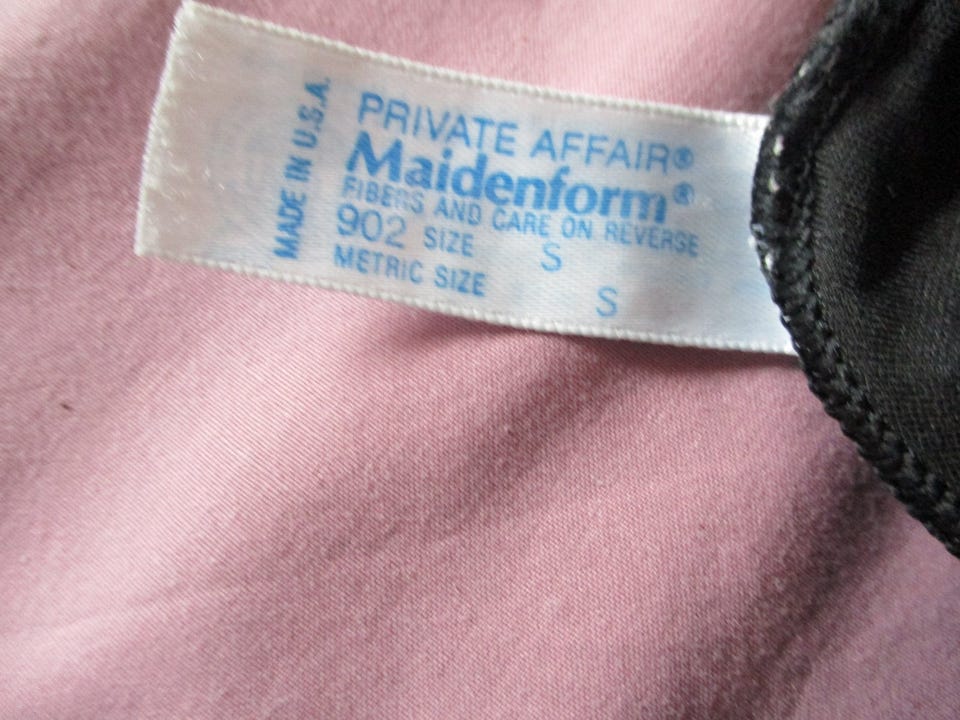 MADE IN U.S.A.
PRIVATE AFFAIR®
Maidenform®
FIBERS AND CARE ON REVERSE
902 SIZE S
METRIC SIZE S